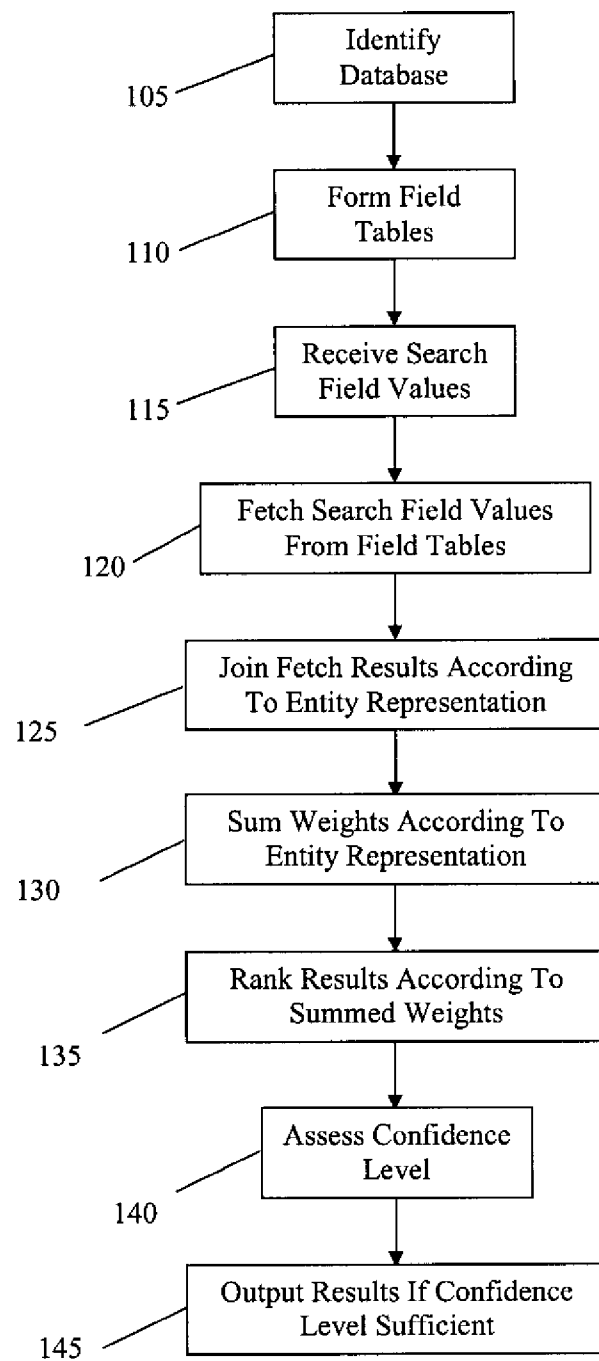 Identify
Database
105
Form Field
Tables
110
Receive Search
Field Values
115
Fetch Search Field Values
From Field Tables
120
Join Fetch Results According
To Entity Representation
125
Sum Weights According To
Entity Representation
130
Rank Results According To
Summed Weights
135
Assess Confidence
Level
140
Output Results If Confidence
Level Sufficient
145